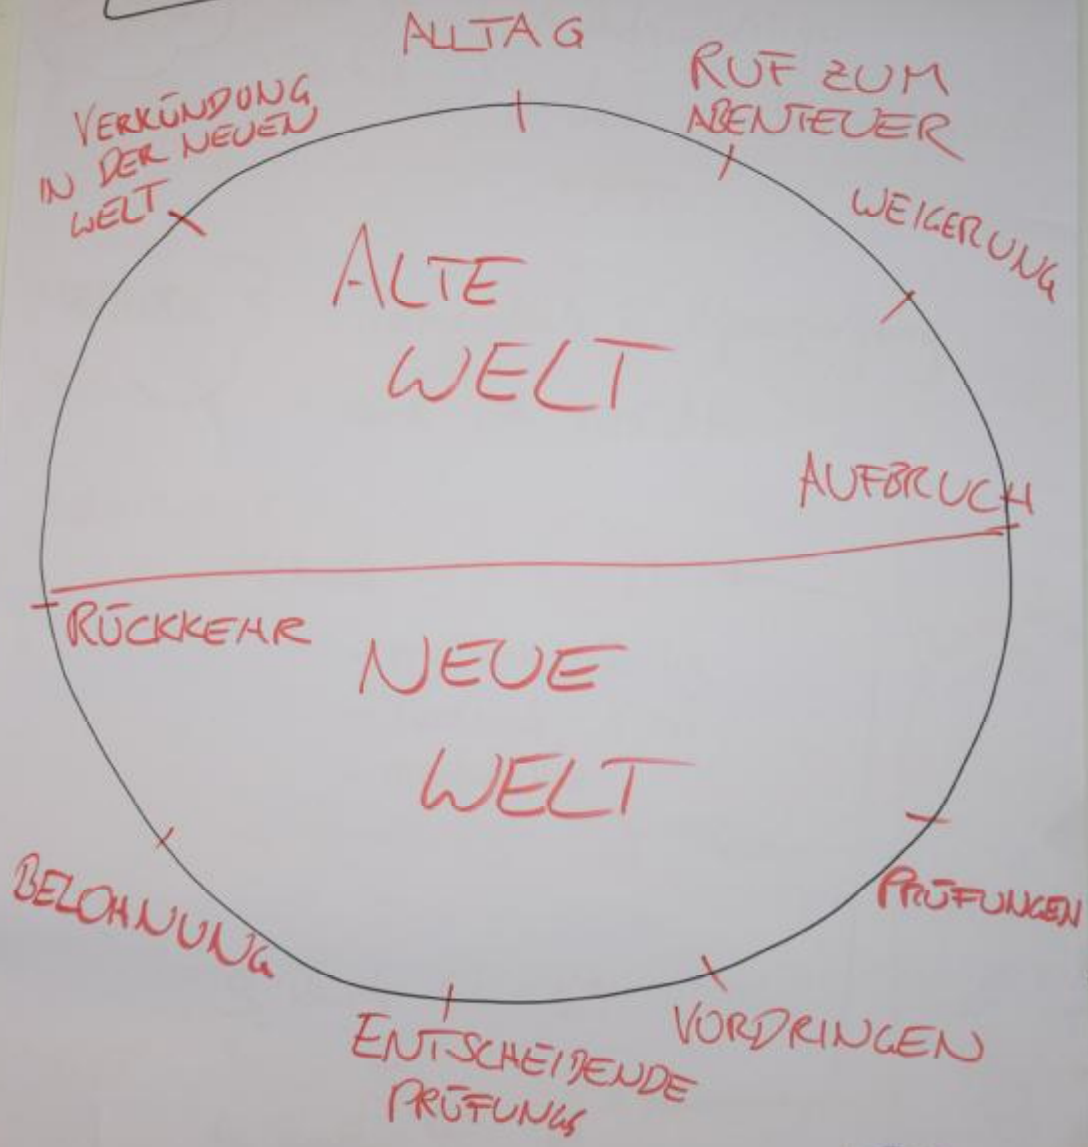 ALLTAG
RUF ZUM
ABENTEUER
WEIGERUNG
AUFBRUCH
PRÜFUNGEN
VORDRINGEN
ENTSCHEIDENDE
PRÜFUNG
BELOHNUNG
RÜCKKEHR
VERKÜNDUNG
IN DER NEUEN
WELT
ALTE
WELT
NEUE
WELT